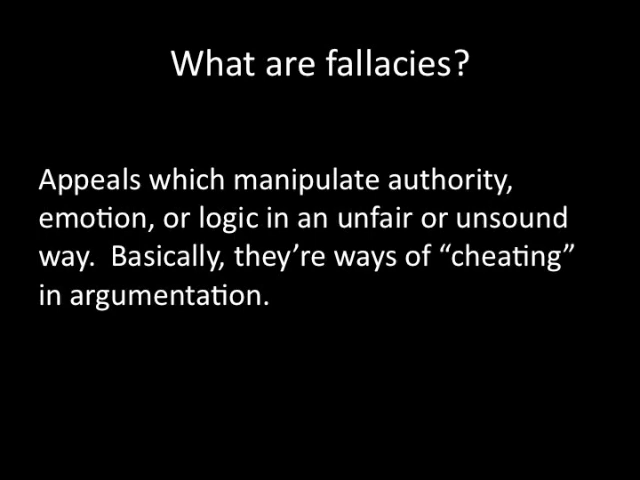 What are fallacies?
Appeals which manipulate authority,
emotion, or logic in an unfair or unsound
way.  Basically, they’re ways of “cheating”
in argumentation.